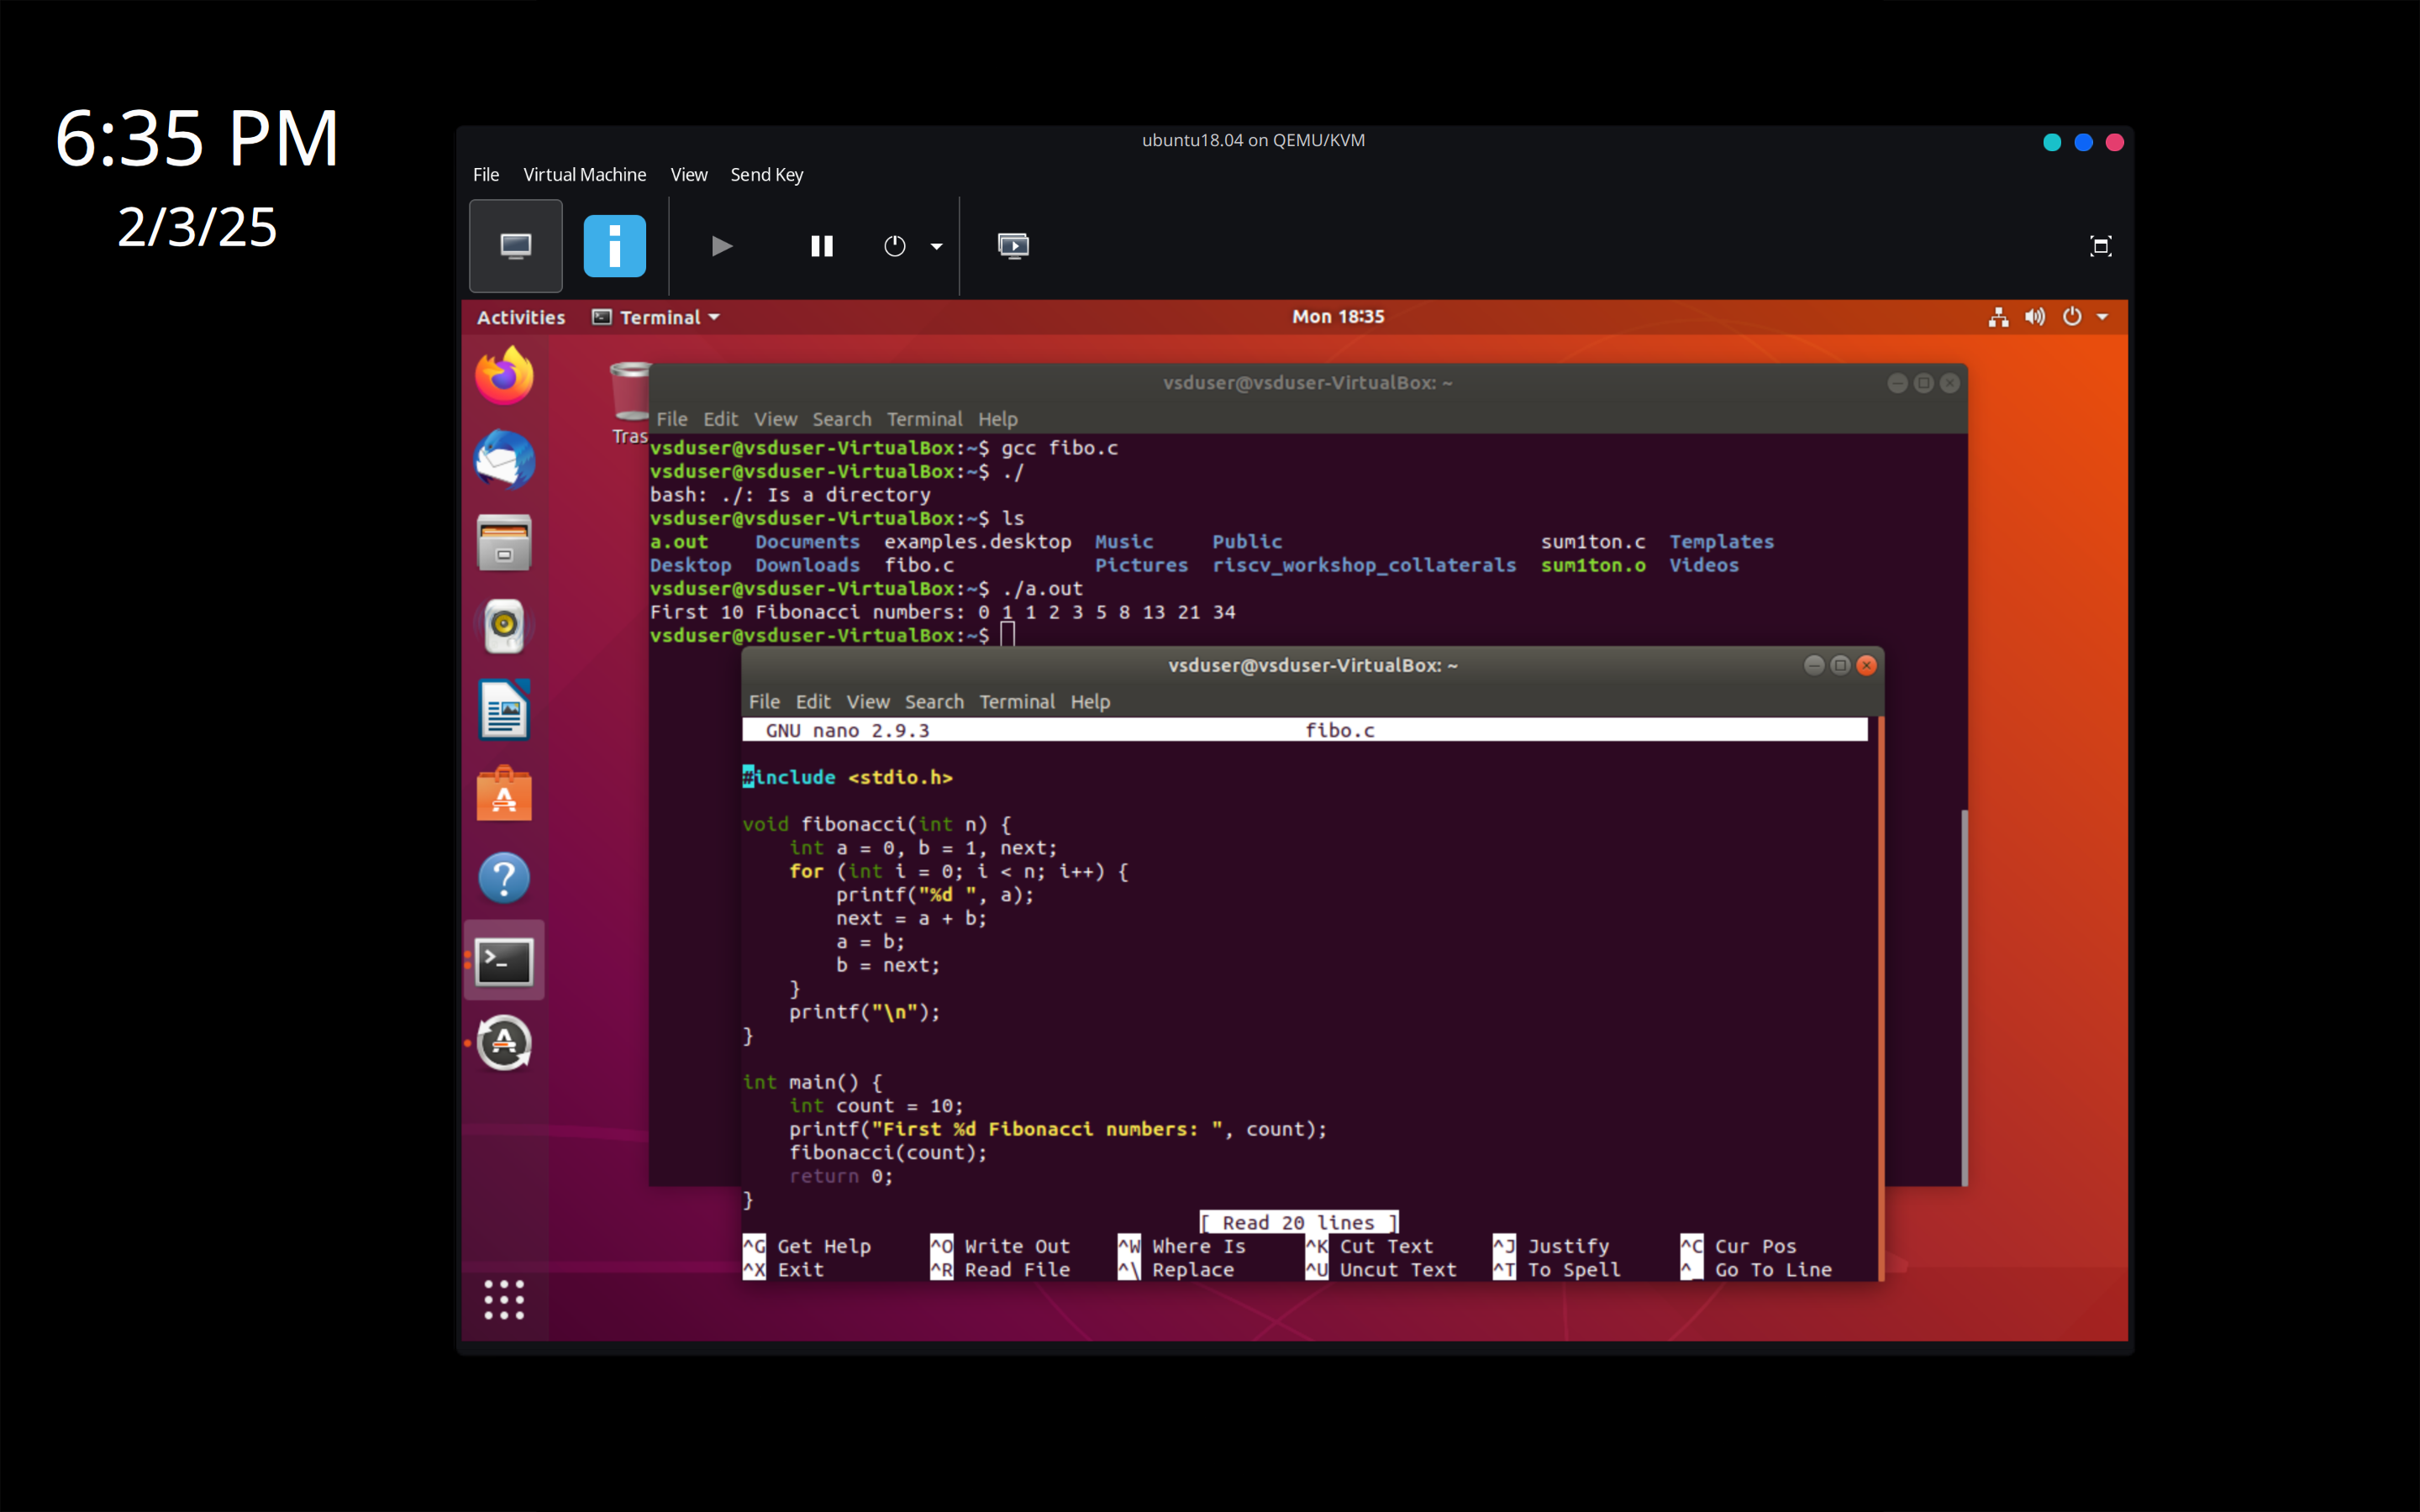 6:35 PM
2/3/25
ubuntu18.04 on QEMU/KVM
File Virtual Machine View Send Key
Activities Terminal Mon 18:35
Tras
vsduser@vsduser-VirtualBox: ~
File Edit View Search Terminal Help
vsduser@vsduser-VirtualBox:~$ gcc fibo.c
vsduser@vsduser-VirtualBox:~$ ./
bash: ./: Is a directory
vsduser@vsduser-VirtualBox:~$ ls
a.out Documents examples.desktop Music Public sum1ton.c Templates
Desktop Downloads fibo.c Pictures riscv_workshop_collaterals sum1ton.o Videos
vsduser@vsduser-VirtualBox:~$ ./a.out
First 10 Fibonacci numbers: 0 1 1 2 3 5 8 13 21 34
vsduser@vsduser-VirtualBox:~$
vsduser@vsduser-VirtualBox: ~
File Edit View Search Terminal Help
GNU nano 2.9.3 fibo.c
#include <stdio.h>
void fibonacci(int n) {
    int a = 0, b = 1, next;
    for (int i = 0; i < n; i++) {
        printf("%d ", a);
        next = a + b;
        a = b;
        b = next;
    }
    printf("\n");
}
int main() {
    int count = 10;
    printf("First %d Fibonacci numbers: ", count);
    fibonacci(count);
    return 0;
}
[ Read 20 lines ]
^G Get Help ^O Write Out ^W Where Is ^K Cut Text ^J Justify ^C Cur Pos
^X Exit ^R Read File ^\ Replace ^U Uncut Text ^T To Spell ^_ Go To Line